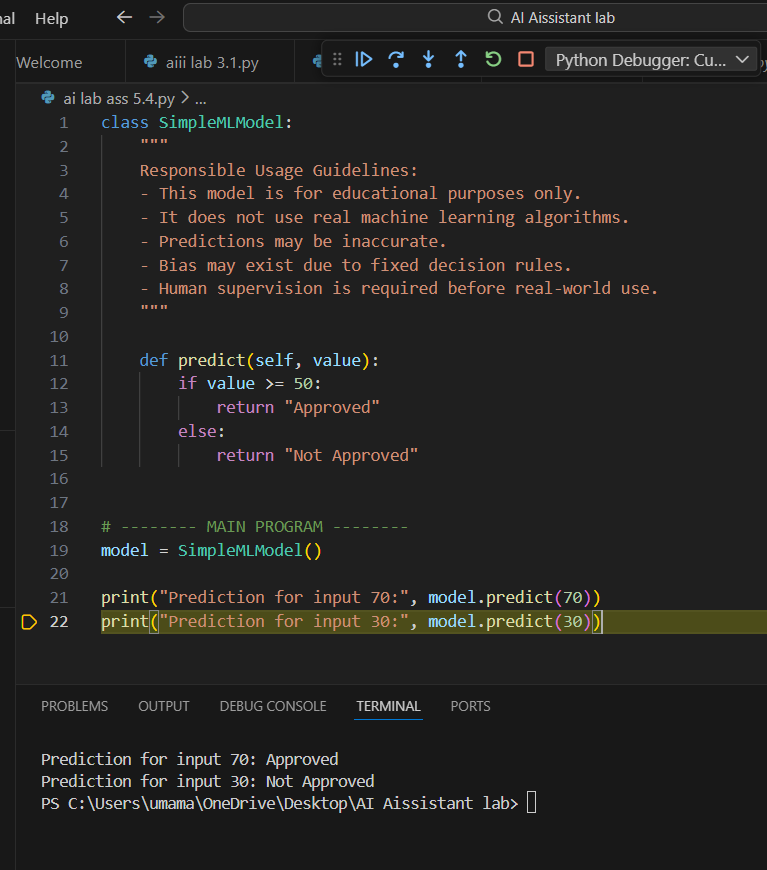 nal Help AI Aissistant lab
Welcome aiii lab 3.1.py Python Debugger: Cu...
ai lab ass 5.4.py > ...
1 class SimpleMLModel:
2 """
3 Responsible Usage Guidelines:
4 - This model is for educational purposes only.
5 - It does not use real machine learning algorithms.
6 - Predictions may be inaccurate.
7 - Bias may exist due to fixed decision rules.
8 - Human supervision is required before real-world use.
9 """
10
11 def predict(self, value):
12 if value >= 50:
13 return "Approved"
14 else:
15 return "Not Approved"
16
17
18 # -------- MAIN PROGRAM --------
19 model = SimpleMLModel()
20
21 print("Prediction for input 70:", model.predict(70))
22 print("Prediction for input 30:", model.predict(30))
PROBLEMS OUTPUT DEBUG CONSOLE TERMINAL PORTS
Prediction for input 70: Approved
Prediction for input 30: Not Approved
PS C:\Users\umama\OneDrive\Desktop\AI Aissistant lab>